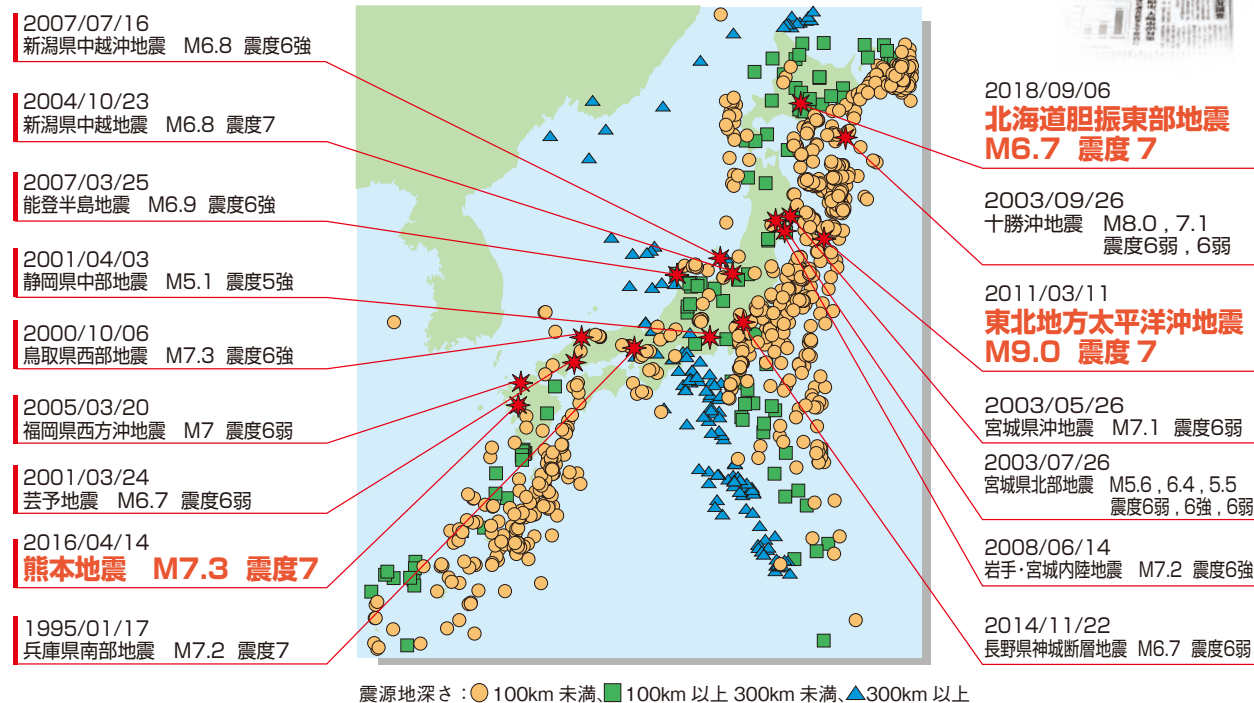 2007/07/16
新潟県中越沖地震　M6.8　震度6強
2004/10/23
新潟県中越地震　M6.8　震度7
2007/03/25
能登半島地震　M6.9　震度6強
2001/04/03
静岡県中部地震　M5.1　震度5強
2000/10/06
鳥取県西部地震　M7.3　震度6強
2005/03/20
福岡県西方沖地震　M7　震度6弱
2001/03/24
芸予地震　M6.7　震度6弱
2016/04/14
熊本地震　M7.3　震度7
1995/01/17
兵庫県南部地震　M7.2　震度7
2018/09/06
北海道胆振東部地震
M6.7　震度7
2003/09/26
十勝沖地震　M8.0 , 7.1
震度6弱 , 6弱
2011/03/11
東北地方太平洋沖地震
M9.0　震度7
2003/05/26
宮城県沖地震　M7.1　震度6弱
2003/07/26
宮城県北部地震　M5.6 , 6.4 , 5.5
震度6弱 , 6強 , 6弱
2008/06/14
岩手・宮城内陸地震　M7.2　震度6強
2014/11/22
長野県神城断層地震　M6.7　震度6弱
震源地深さ：100km 未満、100km 以上 300km 未満、300km 以上